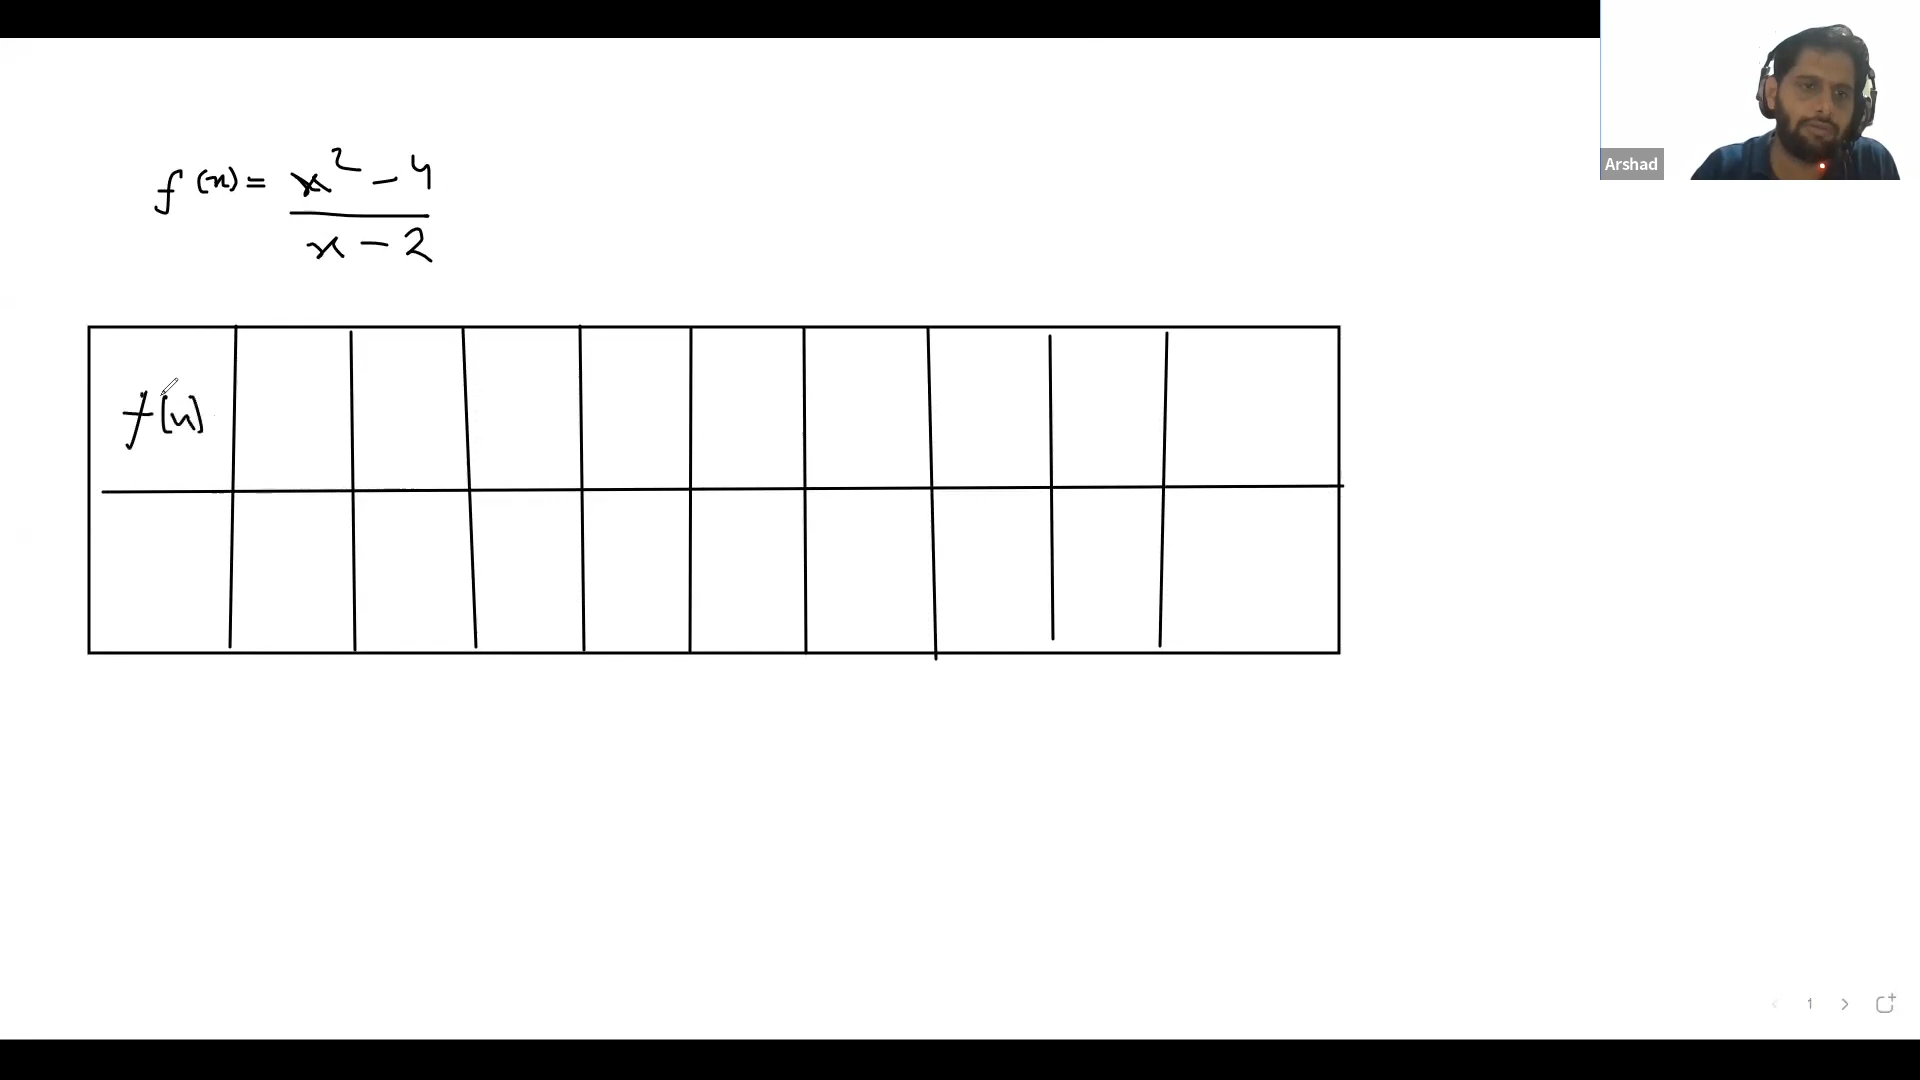 Arshad
f(x) = x² - 4
x - 2
f(x)
1